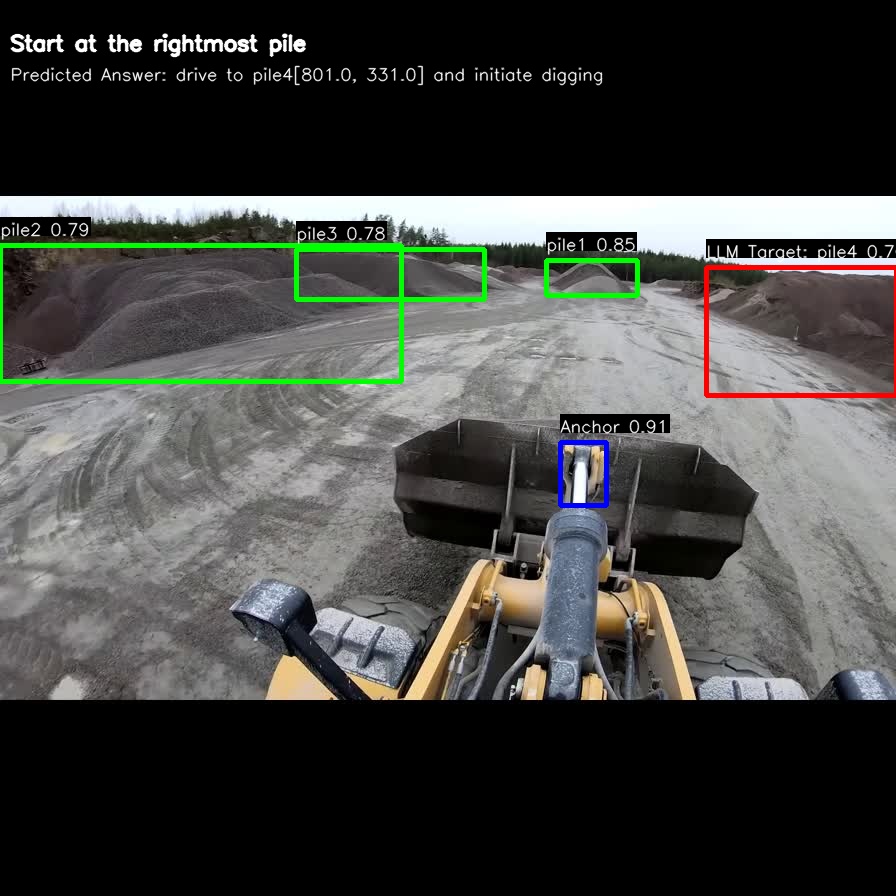 Start at the rightmost pile
Predicted Answer: drive to pile4[801.0, 331.0] and initiate digging
pile2 0.79
pile3 0.78
pile1 0.85
LLM Target: pile4 0.7
Anchor 0.91